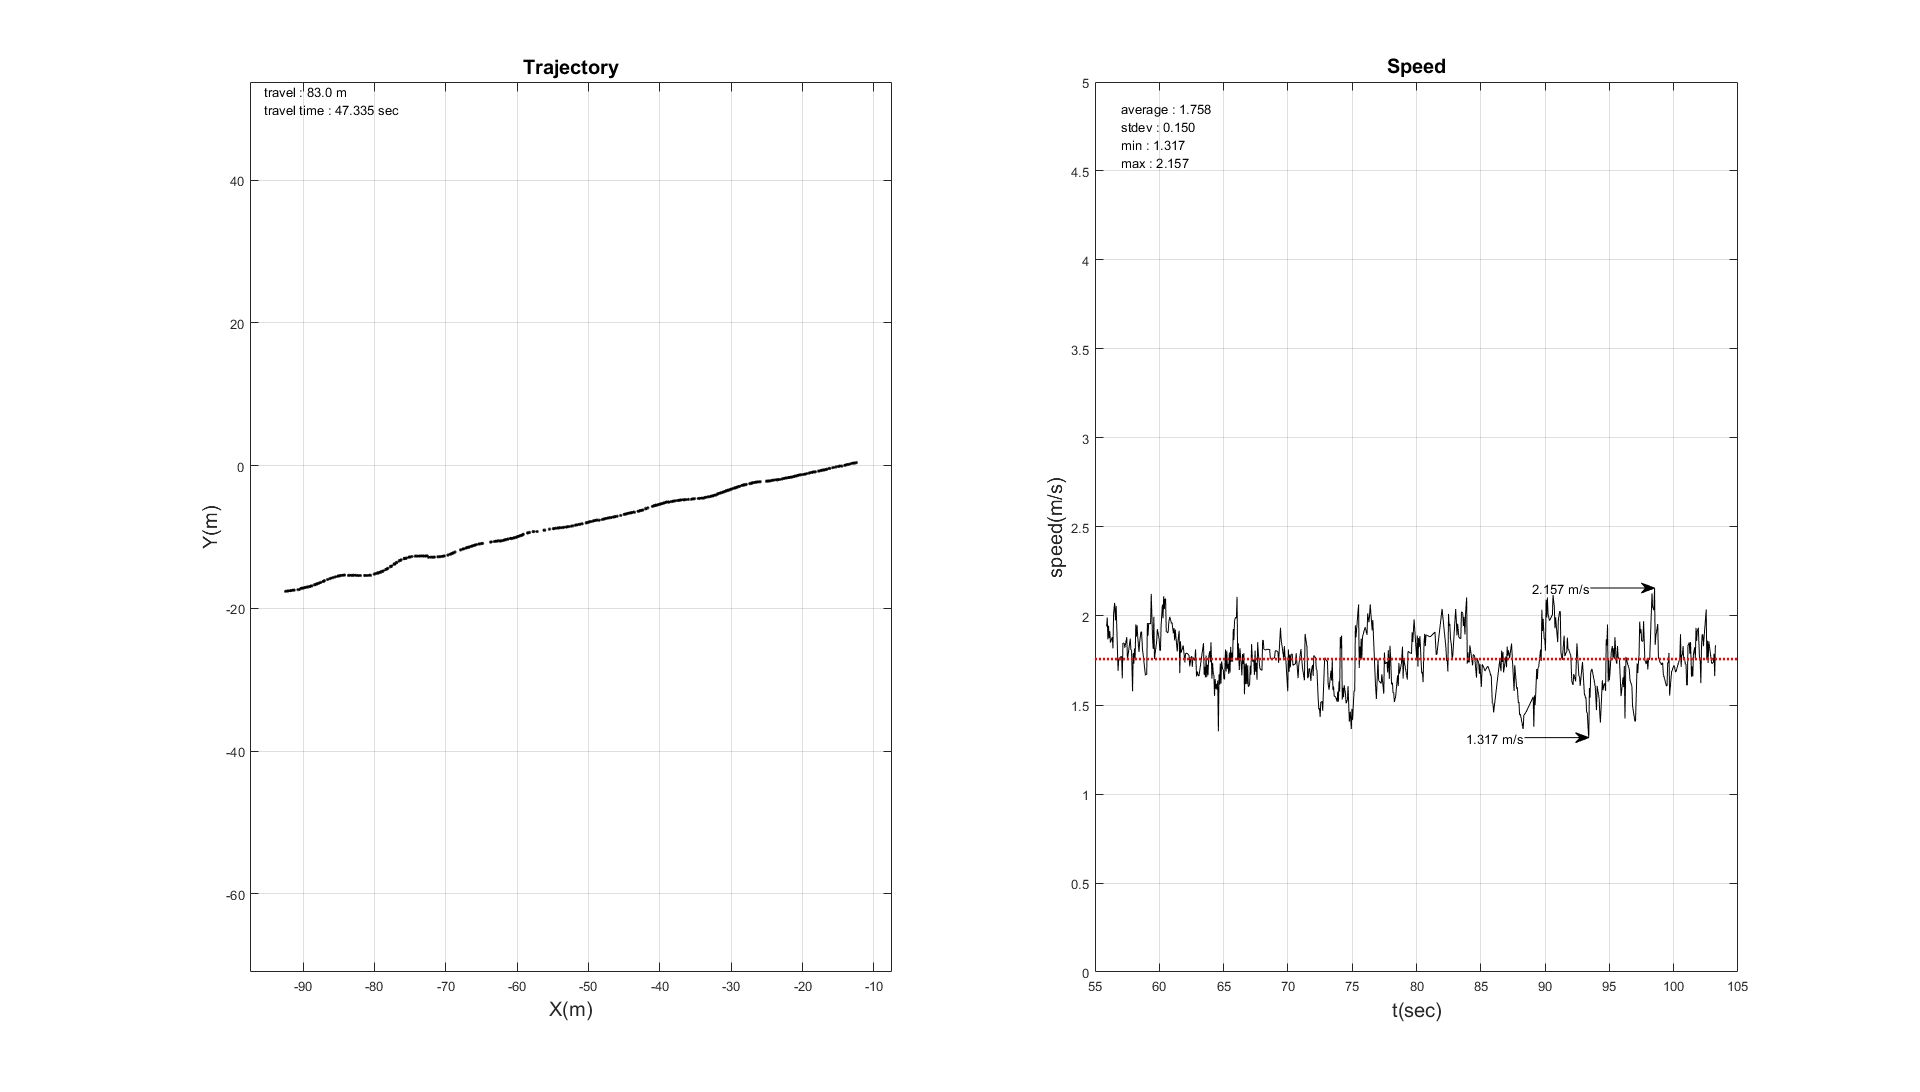 Trajectory
travel : 83.0 m
travel time : 47.335 sec
40
20
0
-20
-40
-60
Y(m)
-90 -80 -70 -60 -50 -40 -30 -20 -10
X(m)
Speed
average : 1.758
stdev : 0.150
min : 1.317
max : 2.157
5
4.5
4
3.5
3
2.5
2
1.5
1
0.5
0
speed(m/s)
2.157 m/s
1.317 m/s
55 60 65 70 75 80 85 90 95 100 105
t(sec)